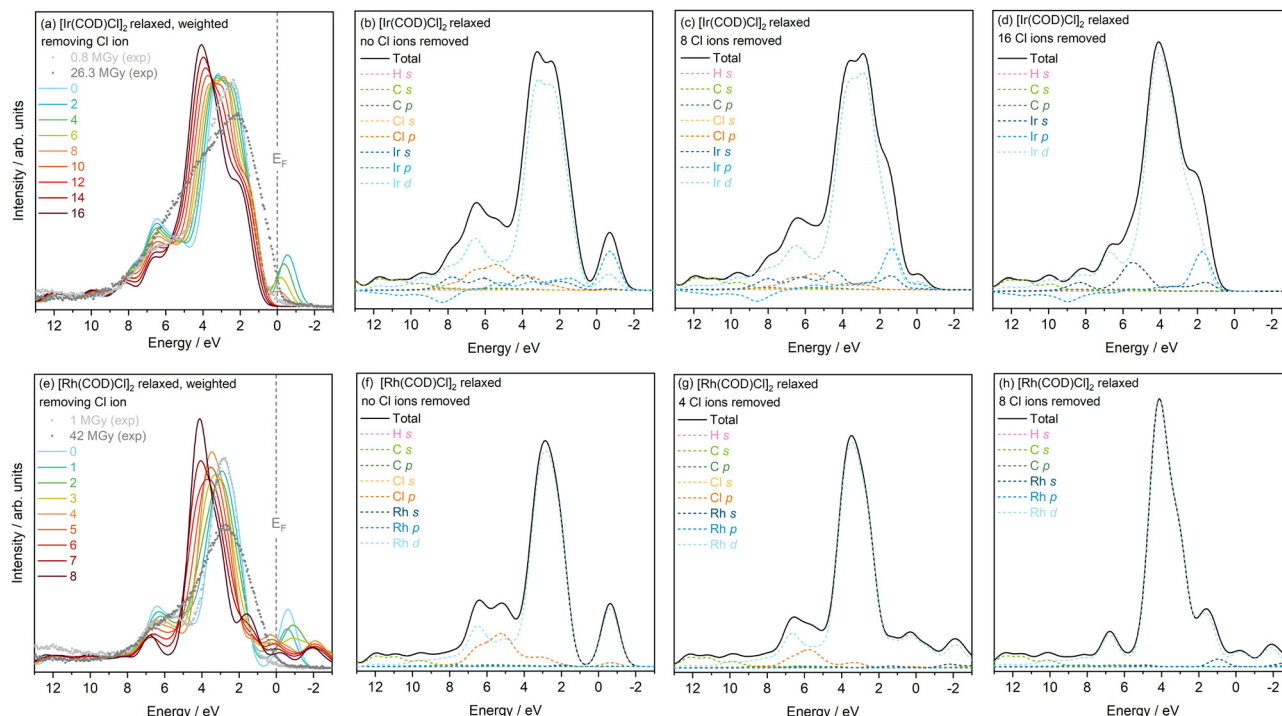 (a) [Ir(COD)Cl]2 relaxed, weighted
removing Cl ion
0.8 MGy (exp)
26.3 MGy (exp)
0
2
4
6
8
10
12
14
16
EF
Intensity / arb. units
12 10 8 6 4 2 0 -2
Energy / eV
(b) [Ir(COD)Cl]2 relaxed
no Cl ions removed
Total
H s
C s
C p
Cl s
Cl p
Ir s
Ir p
Ir d
12 10 8 6 4 2 0 -2
Energy / eV
(c) [Ir(COD)Cl]2 relaxed
8 Cl ions removed
Total
H s
C s
C p
Cl s
Cl p
Ir s
Ir p
Ir d
12 10 8 6 4 2 0 -2
Energy / eV
(d) [Ir(COD)Cl]2 relaxed
16 Cl ions removed
Total
H s
C s
C p
Ir s
Ir p
Ir d
12 10 8 6 4 2 0 -2
Energy / eV
(e) [Rh(COD)Cl]2 relaxed, weighted
removing Cl ion
1 MGy (exp)
42 MGy (exp)
0
1
2
3
4
5
6
7
8
EF
Intensity / arb. units
12 10 8 6 4 2 0 -2
Energy / eV
(f) [Rh(COD)Cl]2 relaxed
no Cl ions removed
Total
H s
C s
C p
Cl s
Cl p
Rh s
Rh p
Rh d
12 10 8 6 4 2 0 -2
Energy / eV
(g) [Rh(COD)Cl]2 relaxed
4 Cl ions removed
Total
H s
C s
C p
Cl s
Cl p
Rh s
Rh p
Rh d
12 10 8 6 4 2 0 -2
Energy / eV
(h) [Rh(COD)Cl]2 relaxed
8 Cl ions removed
Total
H s
C s
C p
Rh s
Rh p
Rh d
12 10 8 6 4 2 0 -2
Energy / eV